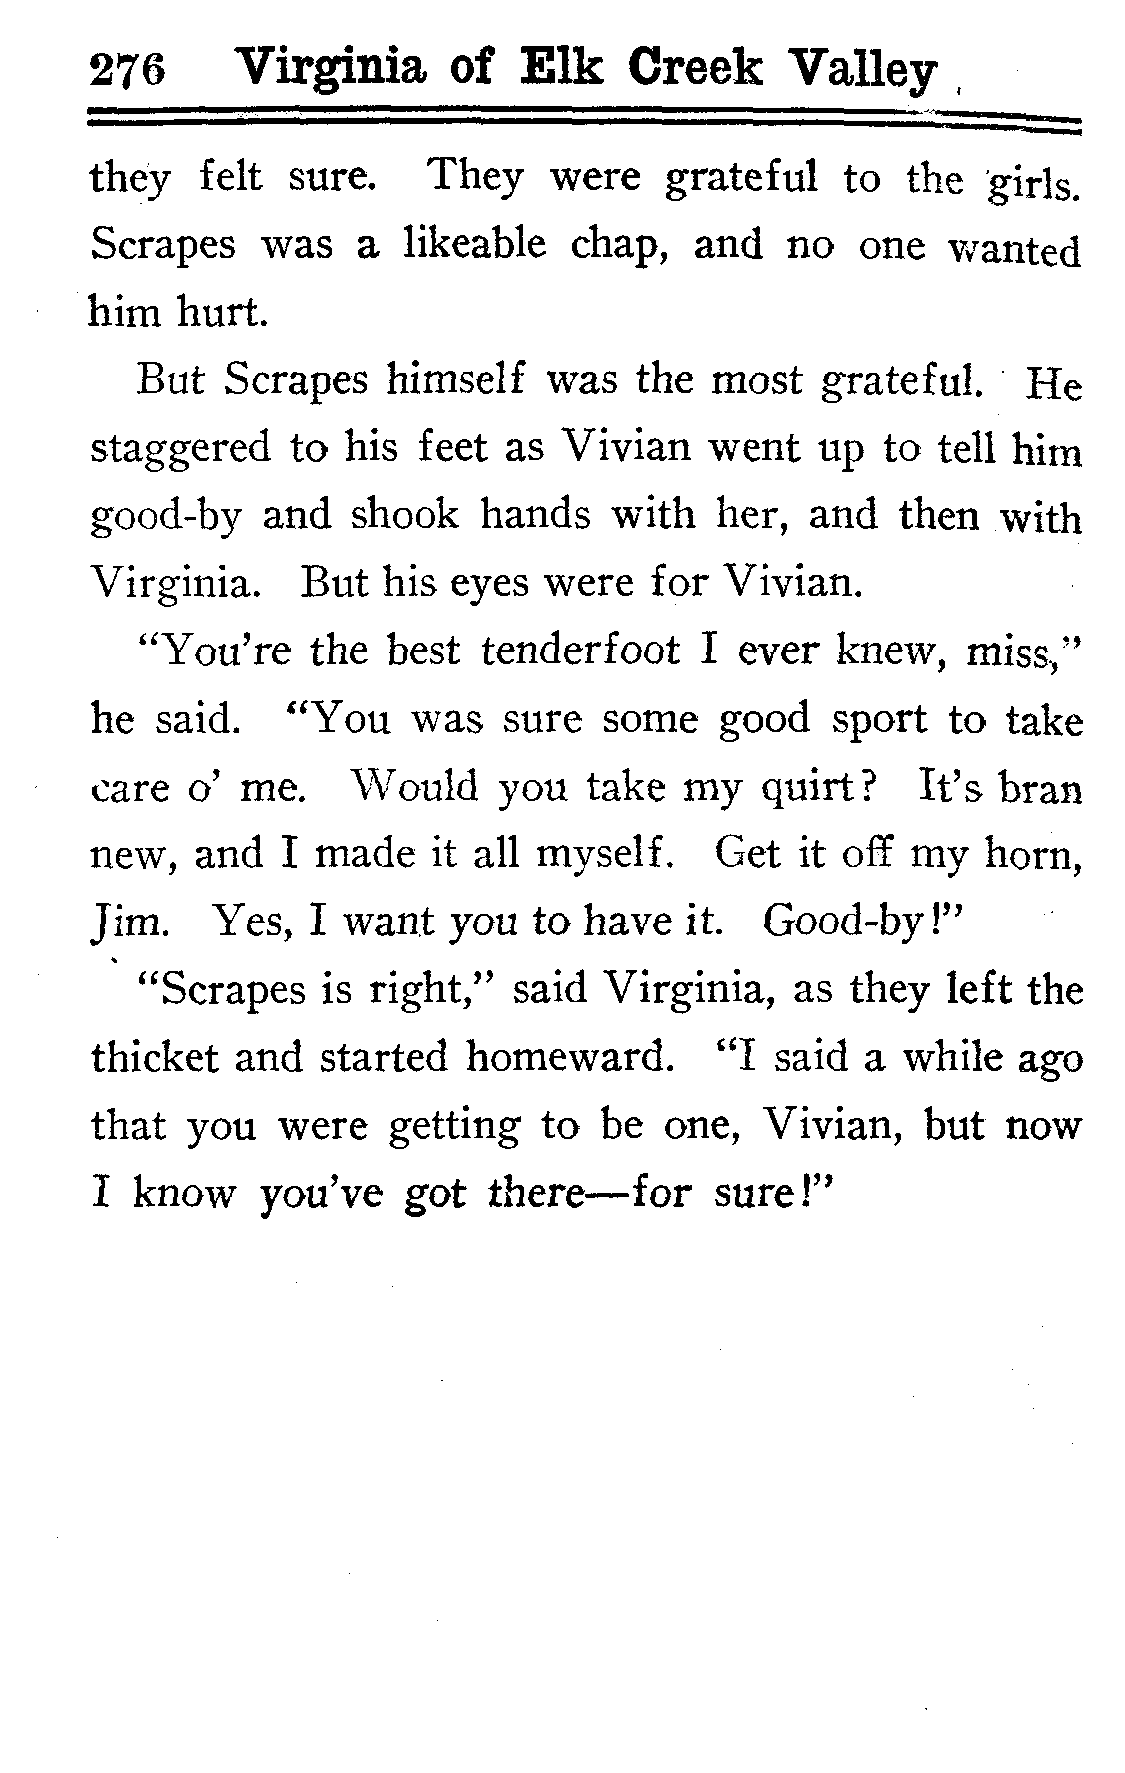 276 Virginia of Elk Creek Valley
they felt sure. They were grateful to the girls.
Scrapes was a likeable chap, and no one wanted
him hurt.
But Scrapes himself was the most grateful. He
staggered to his feet as Vivian went up to tell him
good-by and shook hands with her, and then with
Virginia. But his eyes were for Vivian.
“You’re the best tenderfoot I ever knew, miss,”
he said. “You was sure some good sport to take
care o’ me. Would you take my quirt? It’s bran
new, and I made it all myself. Get it off my horn,
Jim. Yes, I want you to have it. Good-by!”
“Scrapes is right,” said Virginia, as they left the
thicket and started homeward. “I said a while ago
that you were getting to be one, Vivian, but now
I know you’ve got there—for sure!”